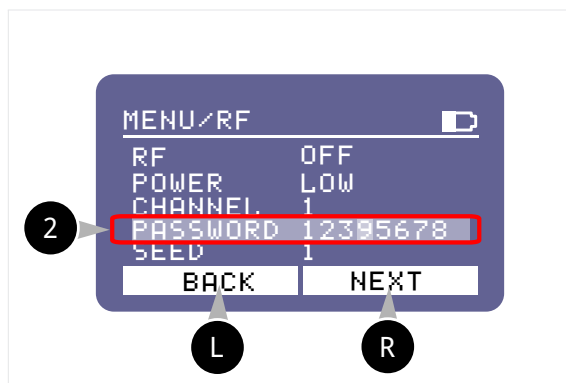 MENU/RF
RF OFF
POWER LOW
CHANNEL 1
2 PASSWORD 12395678
SEED 1
BACK NEXT
L R